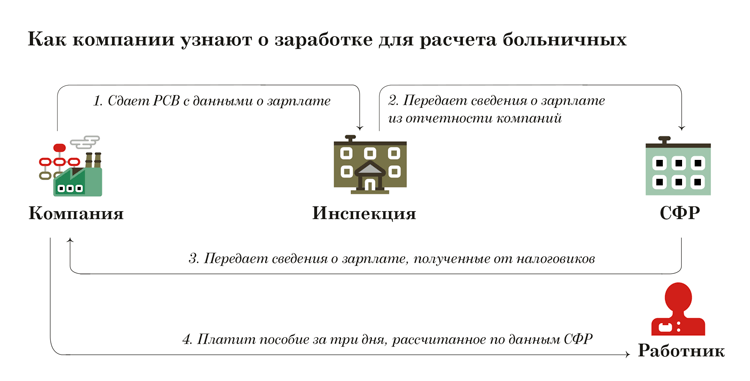 Как компании узнают о заработке для расчета больничных
1. Сдает РСВ с данными о зарплате
2. Передает сведения о зарплате
из отчетности компаний
Компания
Инспекция
СФР
3. Передает сведения о зарплате, полученные от налоговиков
4. Платит пособие за три дня, рассчитанное по данным СФР
Работник